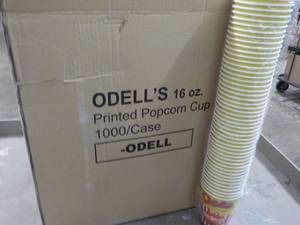 ODELL'S 16 oz.
Printed Popcorn Cup
1000/Case
-ODELL